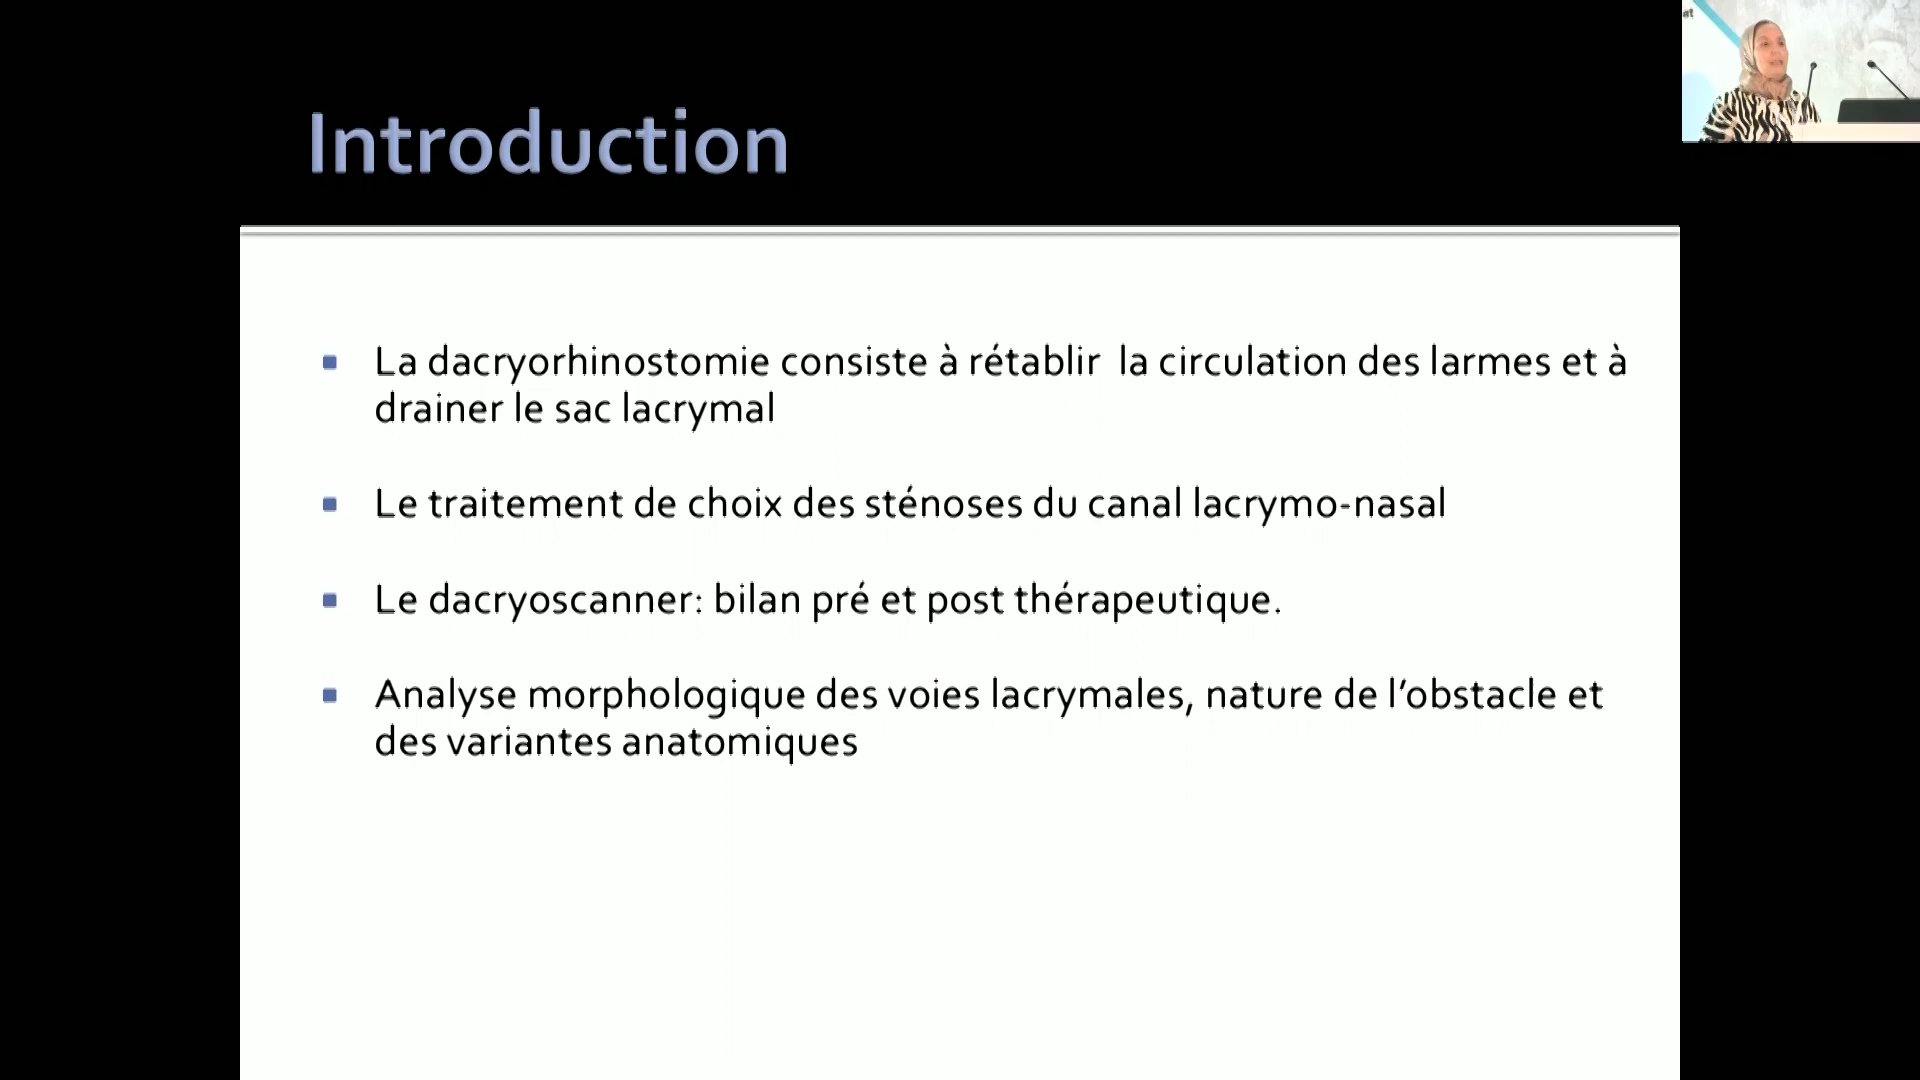 Introduction
La dacryorhinostomie consiste à rétablir la circulation des larmes et à
drainer le sac lacrymal
Le traitement de choix des sténoses du canal lacrymo-nasal
Le dacryoscanner: bilan pré et post thérapeutique.
Analyse morphologique des voies lacrymales, nature de l’obstacle et
des variantes anatomiques